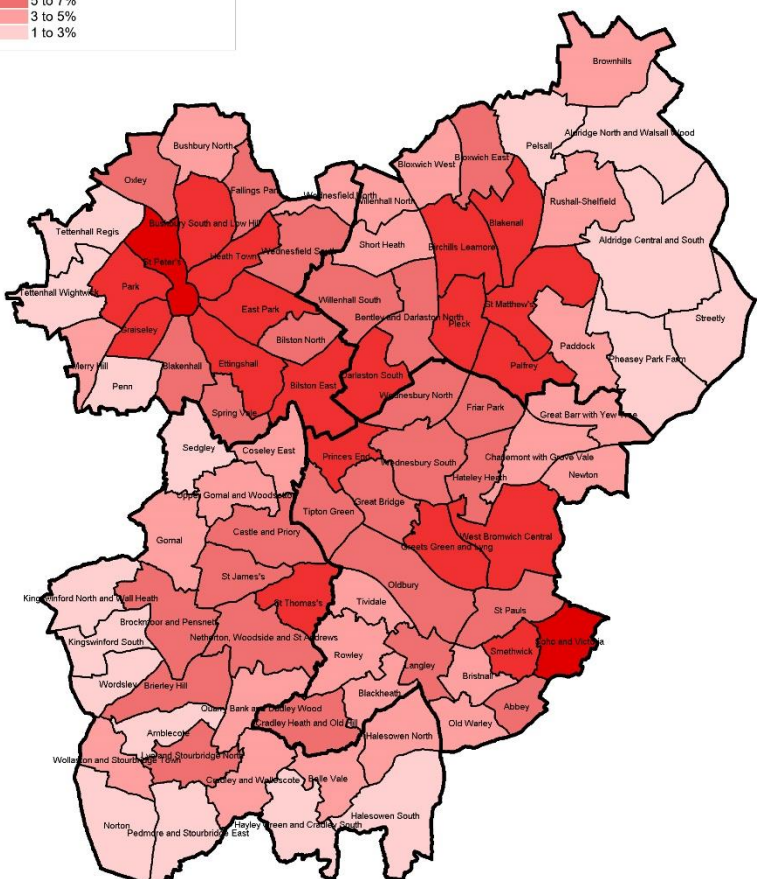 5 to 7%
3 to 5%
1 to 3%
Brownhills
Aldridge North and Walsall Wood
Pelsall
Bushbury North
Bloxwich West
Bloxwich East
Oxley
Fallings Park
Wednesfield North
Willenhall North
Rushall-Shelfield
Bushbury South and Low Hill
Blakenall
Tettenhall Regis
Short Heath
Birchills Leamore
Aldridge Central and South
Wednesfield South
Heath Town
St Peter's
Park
Tettenhall Wightwick
Willenhall South
St Matthew's
East Park
Bentley and Darlaston North
Streetly
Pleck
Graiseley
Bilston North
Paddock
Pheasey Park Farm
Merry Hill
Blakenhall
Ettingshall
Palfrey
Darlaston South
Penn
Bilston East
Wednesbury North
Friar Park
Spring Vale
Great Barr with Yew Tree
Sedgley
Coseley East
Princes End
Charlemont with Grove Vale
Wednesbury South
Newton
Hateley Heath
Upper Gornal and Woodsetton
Great Bridge
Tipton Green
Castle and Priory
West Bromwich Central
Gornal
Greets Green and Lyng
St James's
Oldbury
Kingswinford North and Wall Heath
St Thomas's
Tividale
St Pauls
Brockmoor and Pensnett
Netherton, Woodside and St Andrews
Kingswinford South
Soho and Victoria
Smethwick
Rowley
Langley
Bristnall
Wordsley
Brierley Hill
Blackheath
Quarry Bank and Dudley Wood
Abbey
Cradley Heath and Old Hill
Old Warley
Amblecote
Halesowen North
Lye and Stourbridge North
Wollaston and Stourbridge Town
Cradley and Wollescote
Belle Vale
Halesowen South
Norton
Hayley Green and Cradley South
Pedmore and Stourbridge East